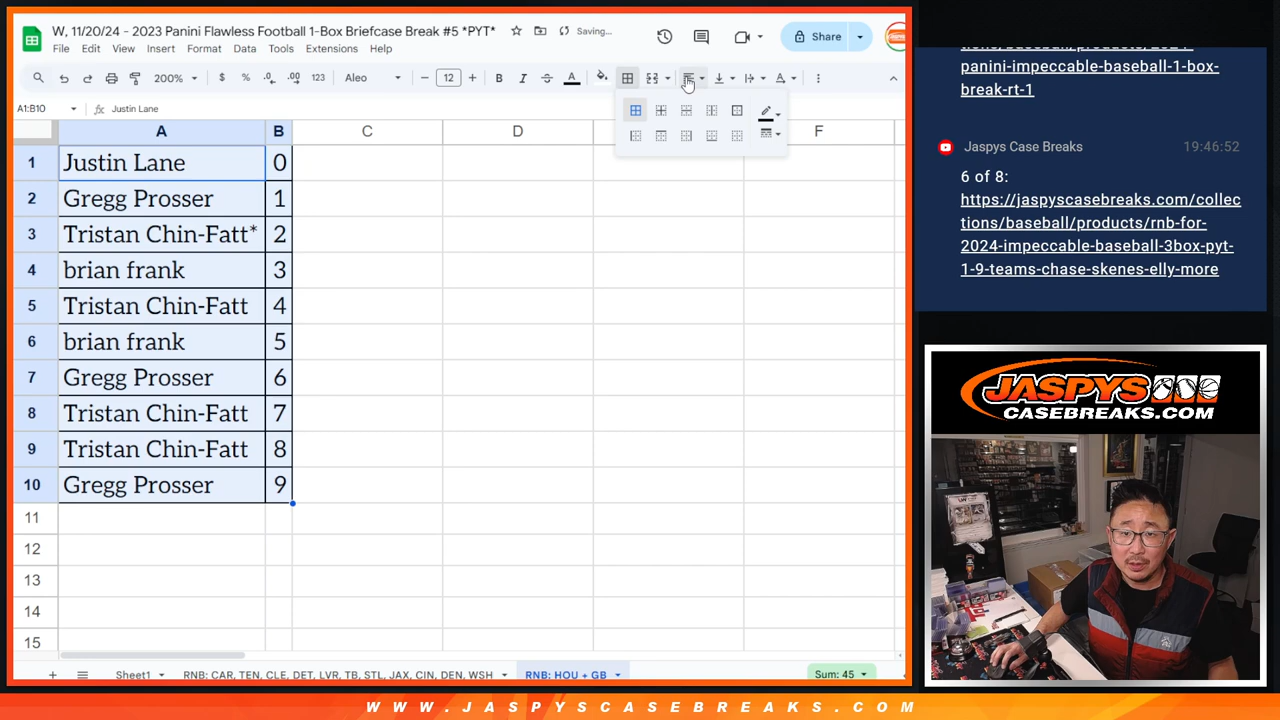 W, 11/20/24 - 2023 Panini Flawless Football 1-Box Briefcase Break #5 *PYT*
Saving...
File Edit View Insert Format Data Tools Extensions Help
Share
200% $ % .0 .00 123 Aleo 12 B I A
A1:B10 fx Justin Lane
A B C D F
1 Justin Lane 0
2 Gregg Prosser 1
3 Tristan Chin-Fatt* 2
4 brian frank 3
5 Tristan Chin-Fatt 4
6 brian frank 5
7 Gregg Prosser 6
8 Tristan Chin-Fatt 7
9 Tristan Chin-Fatt 8
10 Gregg Prosser 9
11
12
13
14
15
Sheet1 RNB: CAR, TEN, CLE, DET, LVR, TB, STL, JAX, CIN, DEN, WSH RNB: HOU + GB Sum: 45
panini-impeccable-baseball-1-box-
break-rt-1
Jaspys Case Breaks 19:46:52
6 of 8:
https://jaspyscasebreaks.com/collec
tions/baseball/products/rnb-for-
2024-impeccable-baseball-3box-pyt-
1-9-teams-chase-skenes-elly-more
JASPYS
CASEBREAKS.COM
WWW.JASPYSCASEBREAKS.COM